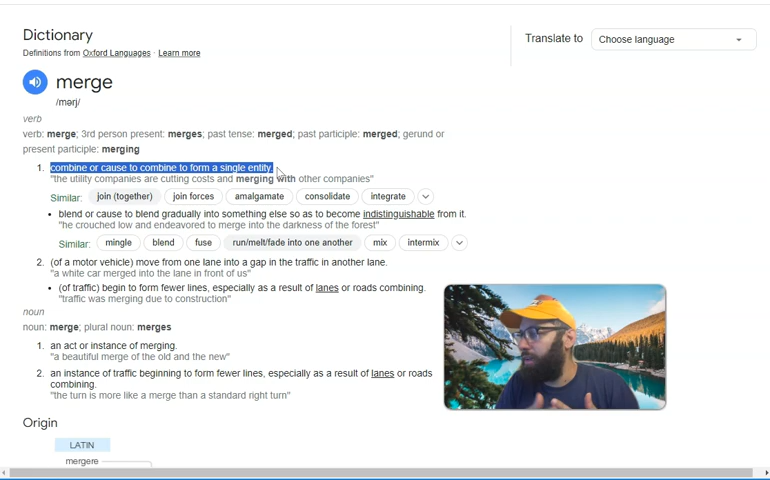 Dictionary
Definitions from Oxford Languages · Learn more
Translate to
Choose language
merge
/mərj/
verb
verb: merge; 3rd person present: merges; past tense: merged; past participle: merged; gerund or
present participle: merging
1. combine or cause to combine to form a single entity.
"the utility companies are cutting costs and merging with other companies"
Similar: join (together) join forces amalgamate consolidate integrate
• blend or cause to blend gradually into something else so as to become indistinguishable from it.
"he crouched low and endeavored to merge into the darkness of the forest"
Similar: mingle blend fuse run/melt/fade into one another mix intermix
2. (of a motor vehicle) move from one lane into a gap in the traffic in another lane.
"a white car merged into the lane in front of us"
• (of traffic) begin to form fewer lines, especially as a result of lanes or roads combining.
"traffic was merging due to construction"
noun
noun: merge; plural noun: merges
1. an act or instance of merging.
"a beautiful merge of the old and the new"
2. an instance of traffic beginning to form fewer lines, especially as a result of lanes or roads
combining.
"the turn is more like a merge than a standard right turn"
Origin
LATIN
mergere